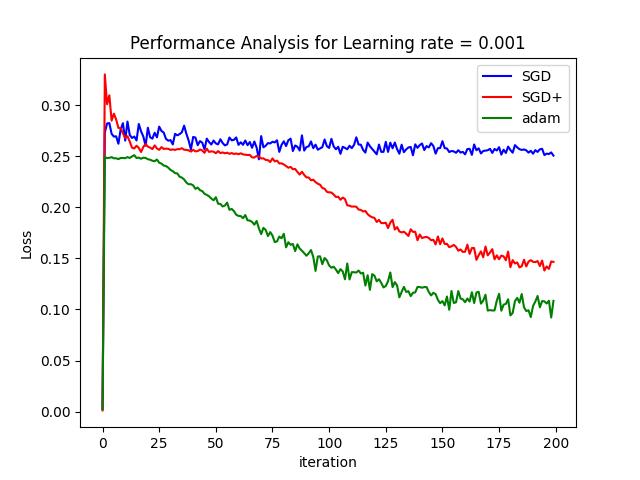 Performance Analysis for Learning rate = 0.001
SGD
SGD+
adam
0.30
0.25
0.20
0.15
0.10
0.05
0.00
Loss
0 25 50 75 100 125 150 175 200
iteration